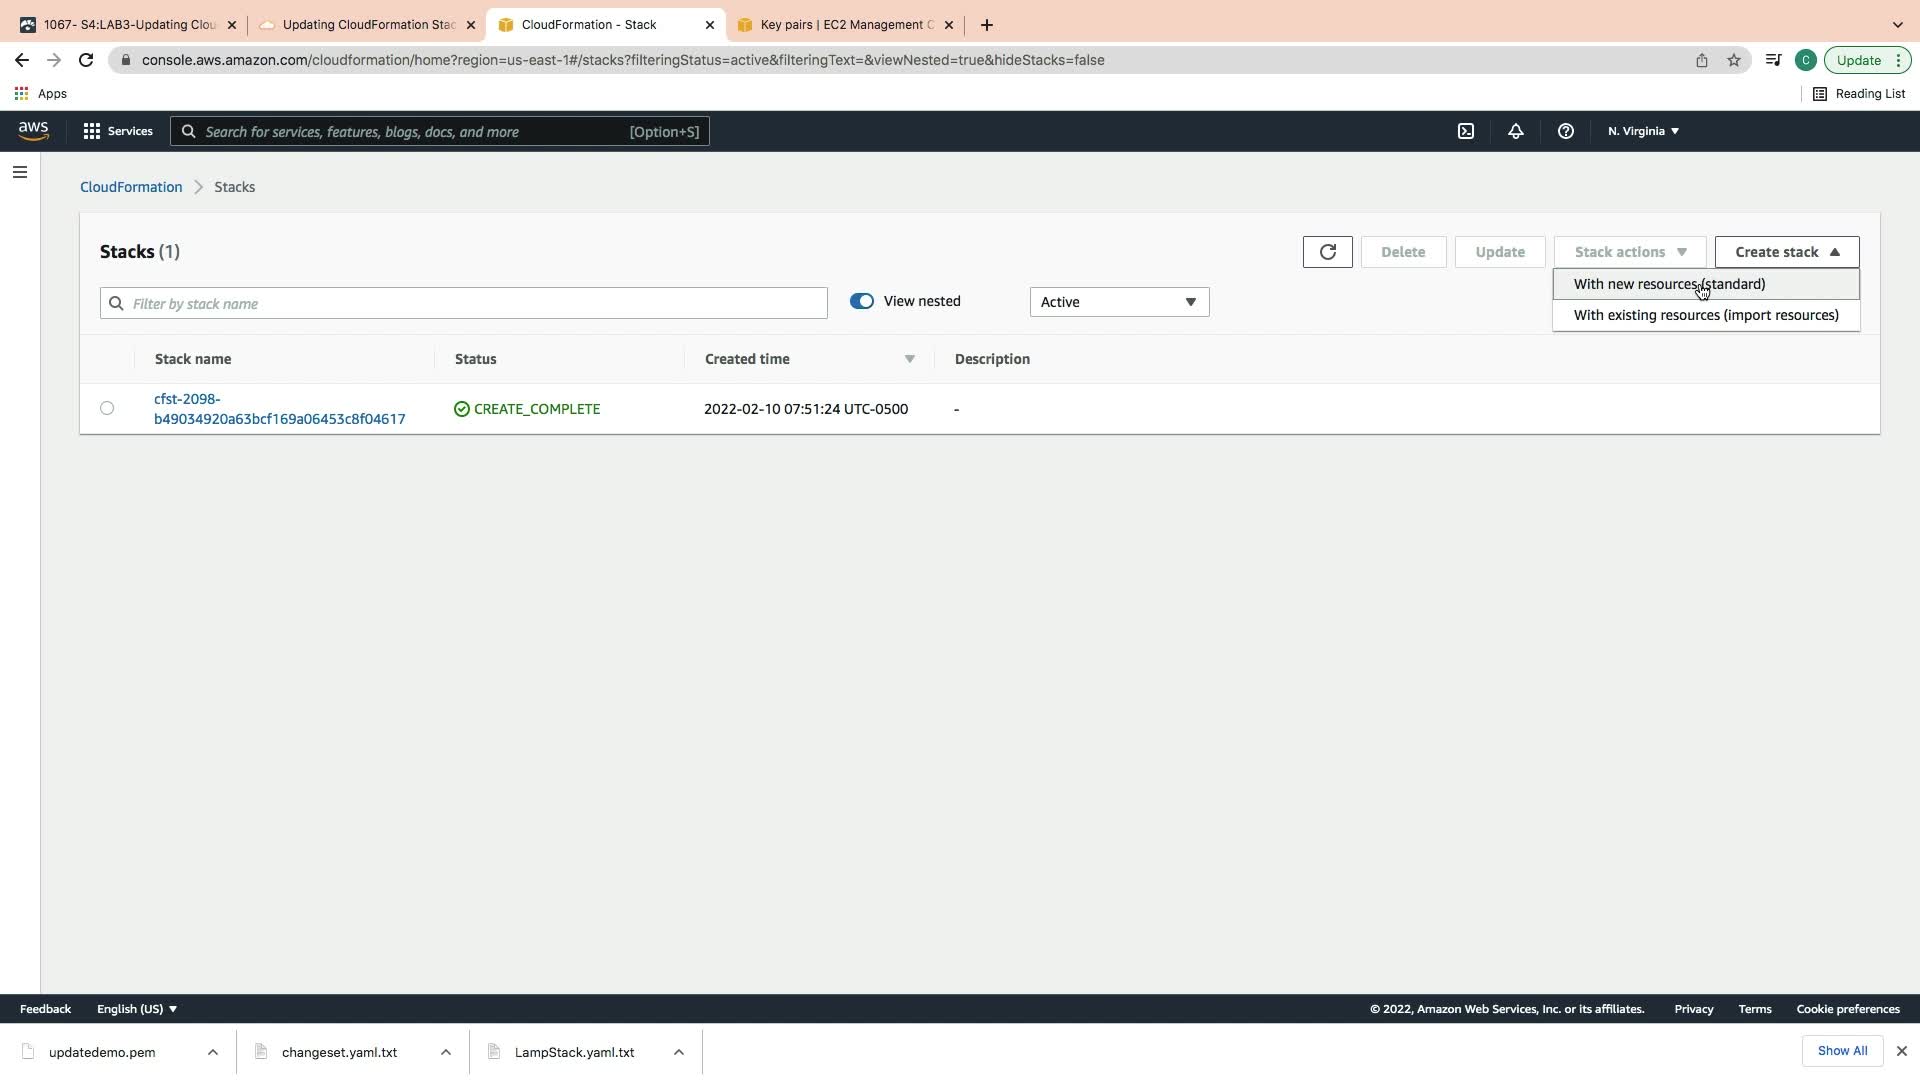 1067- S4:LAB3-Updating Clou
Updating CloudFormation Stac
CloudFormation - Stack
Key pairs | EC2 Management C
console.aws.amazon.com/cloudformation/home?region=us-east-1#/stacks?filteringStatus=active&filteringText=&viewNested=true&hideStacks=false
C
Update
Apps
Reading List
aws
Services
Search for services, features, blogs, docs, and more
[Option+S]
N. Virginia
CloudFormation > Stacks
Stacks (1)
Delete
Update
Stack actions
Create stack
With new resources (standard)
With existing resources (import resources)
Filter by stack name
View nested
Active
Stack name
Status
Created time
Description
cfst-2098-
b49034920a63bcf169a06453c8f04617
CREATE_COMPLETE
2022-02-10 07:51:24 UTC-0500
-
Feedback
English (US)
© 2022, Amazon Web Services, Inc. or its affiliates.
Privacy
Terms
Cookie preferences
updatedemo.pem
changeset.yaml.txt
LampStack.yaml.txt
Show All